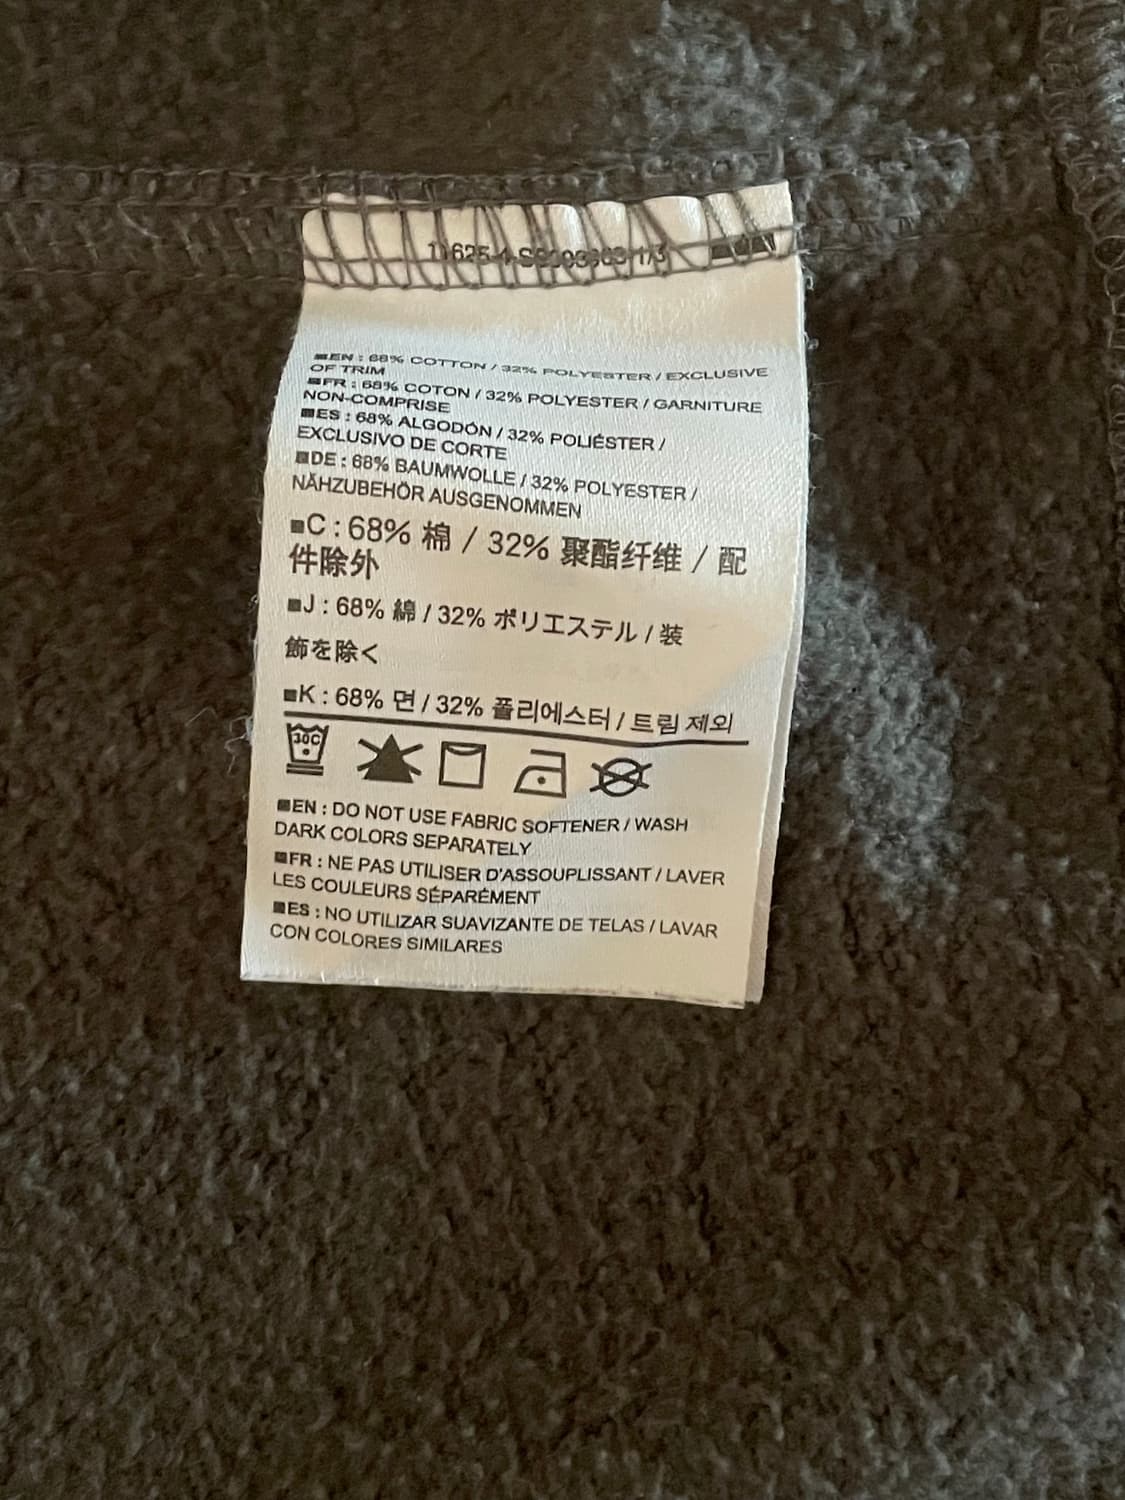 ■EN : 68% COTTON / 32% POLYESTER / EXCLUSIVE
OF TRIM
■FR : 68% COTON / 32% POLYESTER / GARNITURE
NON-COMPRISE
■ES : 68% ALGODÓN / 32% POLIÉSTER /
EXCLUSIVO DE CORTE
■DE : 68% BAUMWOLLE / 32% POLYESTER /
NÄHZUBEHÖR AUSGENOMMEN
■C : 68% 棉 / 32% 聚酯纤维 / 配
件除外
■J : 68% 綿 / 32% ポリエステル / 装
飾を除く
■K : 68% 면 / 32% 폴리에스터 / 트림 제외
30C
■EN : DO NOT USE FABRIC SOFTENER / WASH
DARK COLORS SEPARATELY
■FR : NE PAS UTILISER D'ASSOUPLISSANT / LAVER
LES COULEURS SÉPARÉMENT
■ES : NO UTILIZAR SUAVIZANTE DE TELAS / LAVAR
CON COLORES SIMILARES